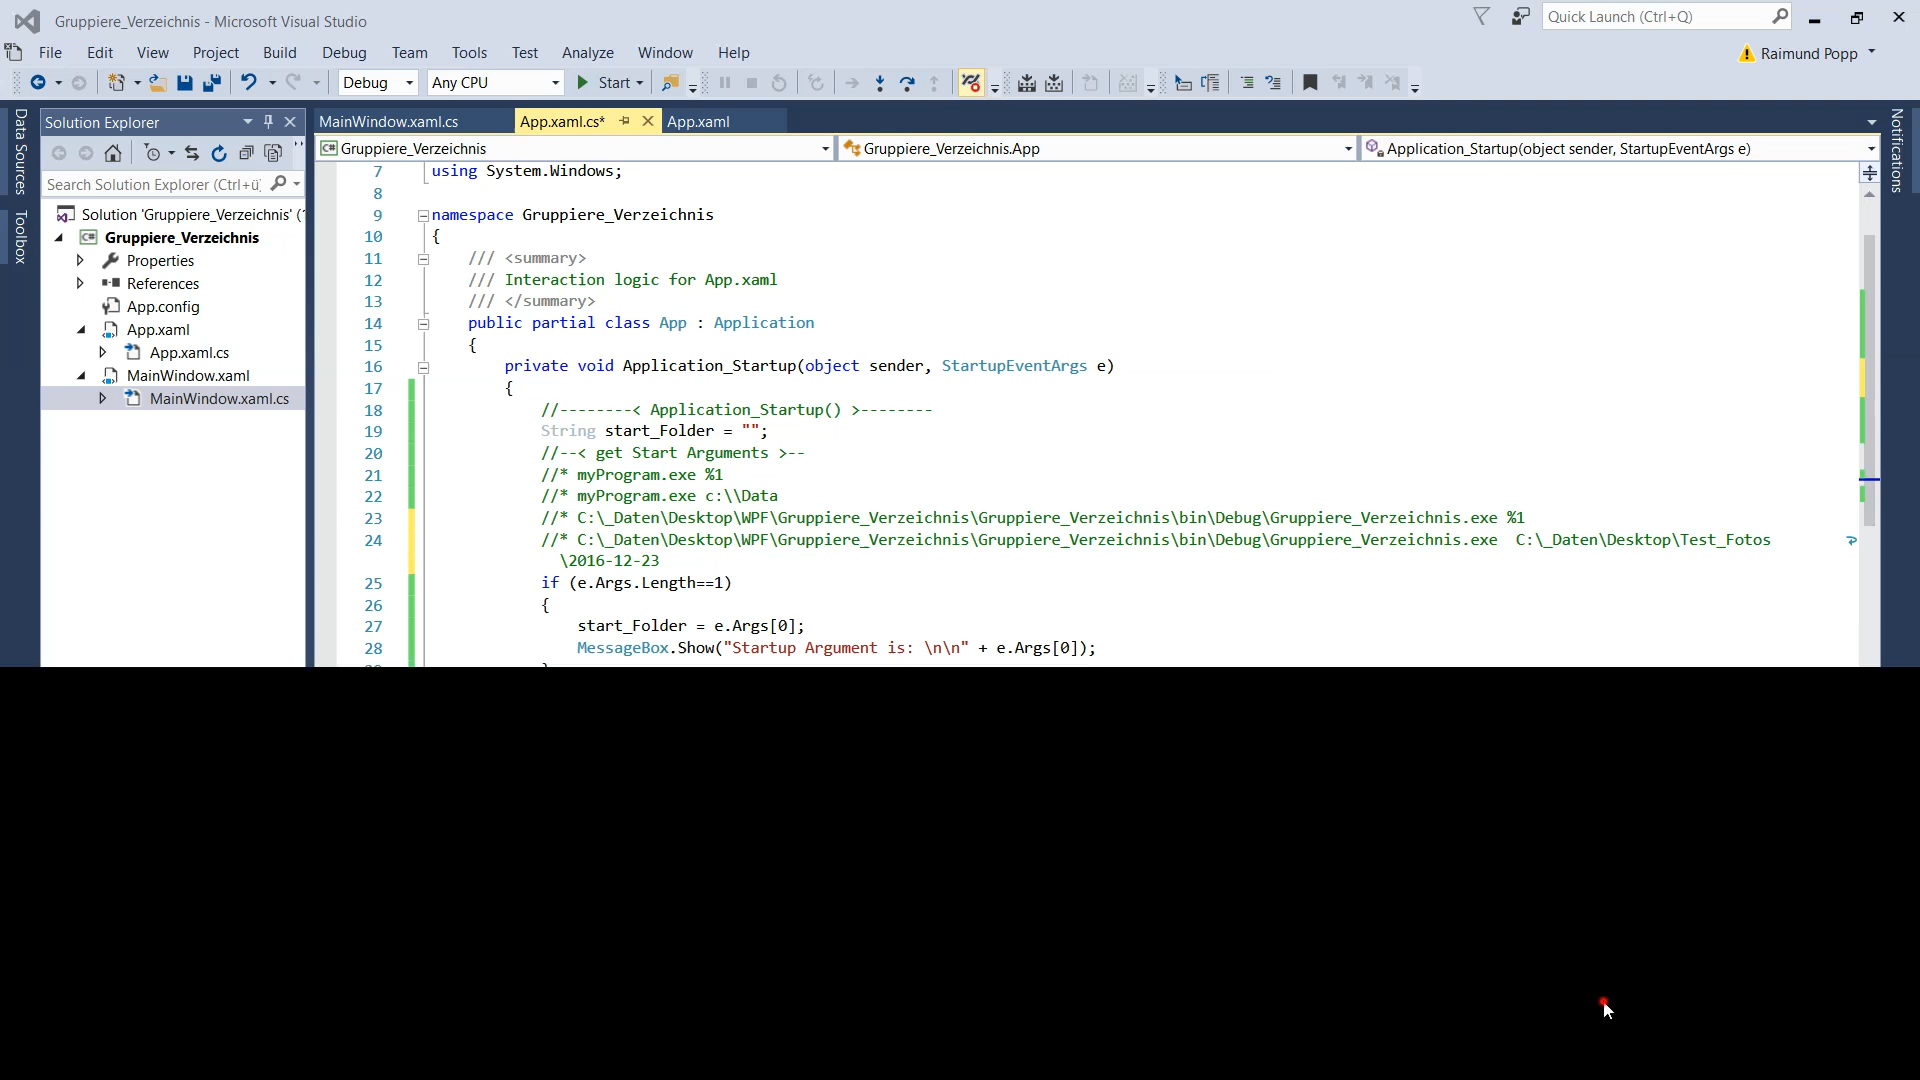 Gruppiere_Verzeichnis - Microsoft Visual Studio
Quick Launch (Ctrl+Q)
File Edit View Project Build Debug Team Tools Test Analyze Window Help
Raimund Popp
Debug Any CPU Start
Data Sources
Toolbox
Solution Explorer
Search Solution Explorer (Ctrl+ü)
Solution 'Gruppiere_Verzeichnis' (
Gruppiere_Verzeichnis
Properties
References
App.config
App.xaml
App.xaml.cs
MainWindow.xaml
MainWindow.xaml.cs
MainWindow.xaml.cs App.xaml.cs* App.xaml
Gruppiere_Verzeichnis Gruppiere_Verzeichnis.App Application_Startup(object sender, StartupEventArgs e)
7 using System.Windows;
8
9 namespace Gruppiere_Verzeichnis
10 {
11 /// <summary>
12 /// Interaction logic for App.xaml
13 /// </summary>
14 public partial class App : Application
15 {
16 private void Application_Startup(object sender, StartupEventArgs e)
17 {
18 //--------< Application_Startup() >--------
19 String start_Folder = "";
20 //--< get Start Arguments >--
21 //* myProgram.exe %1
22 //* myProgram.exe c:\\Data
23 //* C:\_Daten\Desktop\WPF\Gruppiere_Verzeichnis\Gruppiere_Verzeichnis\bin\Debug\Gruppiere_Verzeichnis.exe %1
24 //* C:\_Daten\Desktop\WPF\Gruppiere_Verzeichnis\Gruppiere_Verzeichnis\bin\Debug\Gruppiere_Verzeichnis.exe  C:\_Daten\Desktop\Test_Fotos
\2016-12-23
25 if (e.Args.Length==1)
26 {
27 start_Folder = e.Args[0];
28 MessageBox.Show("Startup Argument is: \n\n" + e.Args[0]);
Notifications